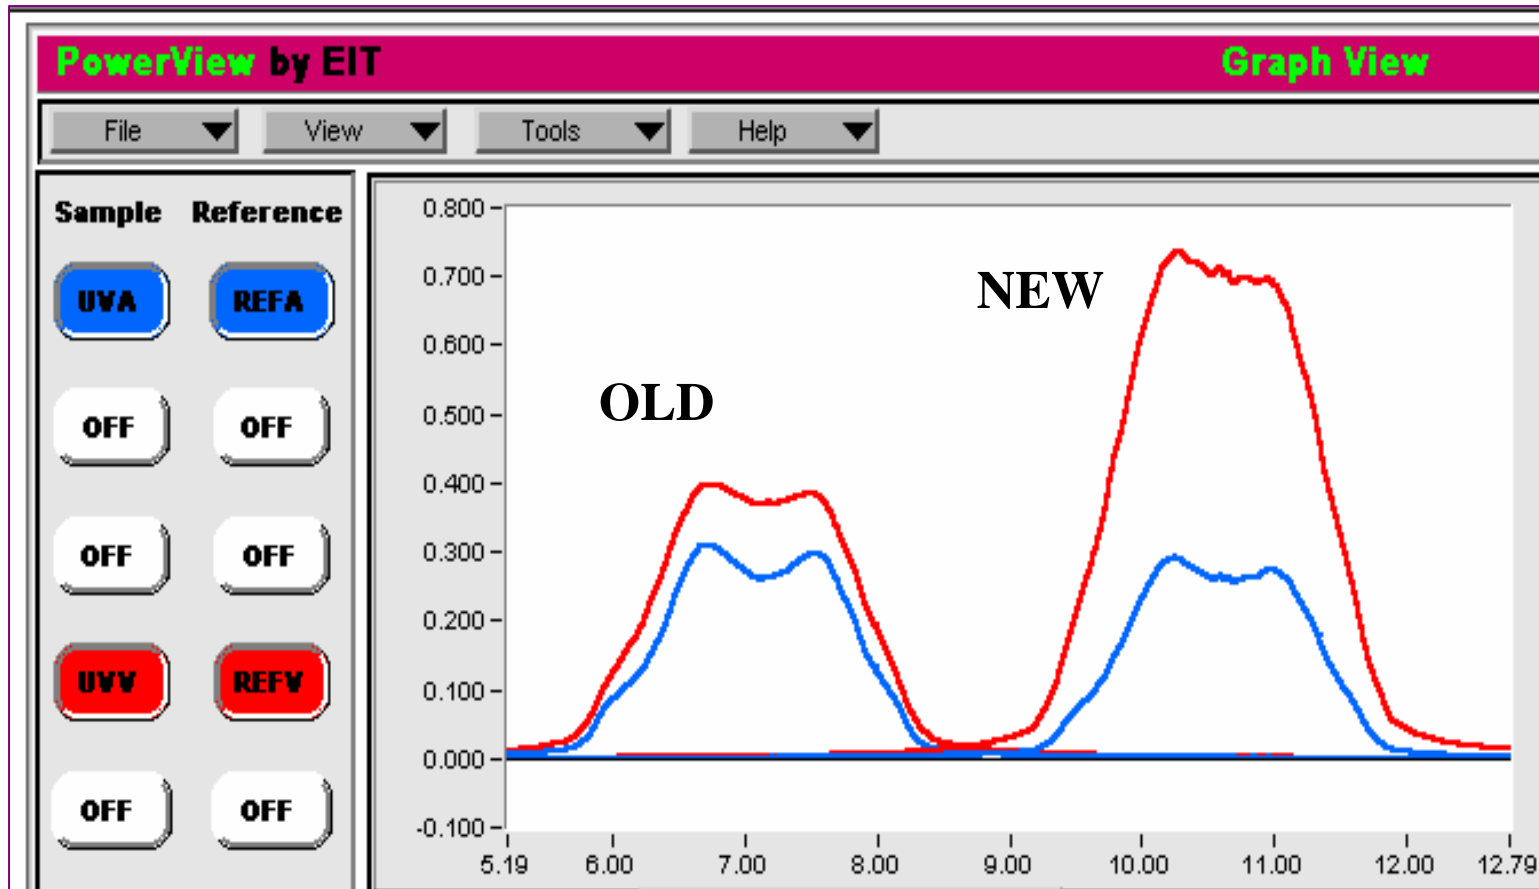 PowerView by EIT Graph View
File View Tools Help
Sample Reference
UVA REFA
OFF OFF
OFF OFF
UVV REFV
OFF OFF
0.800
0.700
0.600
0.500
0.400
0.300
0.200
0.100
0.000
-0.100
OLD
NEW
5.19 6.00 7.00 8.00 9.00 10.00 11.00 12.00 12.79